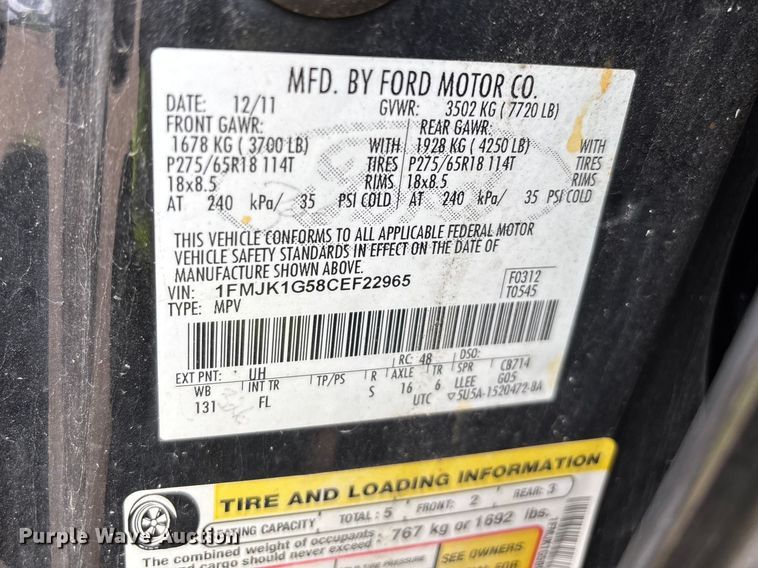 MFD. BY FORD MOTOR CO.
DATE: 12/11 GVWR: 3502 KG ( 7720 LB)
FRONT GAWR: REAR GAWR:
1678 KG ( 3700 LB) WITH 1928 KG ( 4250 LB) WITH
P275/65R18 114T TIRES P275/65R18 114T TIRES
18x8.5 RIMS 18x8.5 RIMS
AT 240 kPa/ 35 PSI COLD AT 240 kPa/ 35 PSI COLD
THIS VEHICLE CONFORMS TO ALL APPLICABLE FEDERAL MOTOR
VEHICLE SAFETY STANDARDS IN EFFECT ON THE DATE OF
MANUFACTURE SHOWN ABOVE.
VIN: 1FMJK1G58CEF22965 F0312
TYPE: MPV T0545
EXT PNT: UH RC: 48 DSO:
WB INT TR TP/PS R AXLE TR SPR CB714
131 FL S 16 6 LLEE G05
UTC ▽5U5A-1520472-BA
TIRE AND LOADING INFORMATION
SEATING CAPACITY TOTAL: 5 FRONT: 2 REAR: 3
The combined weight of occupants
and cargo should never exceed: 767 kg or 1692 lbs.
SEE OWNERS
Purple Wave Auction